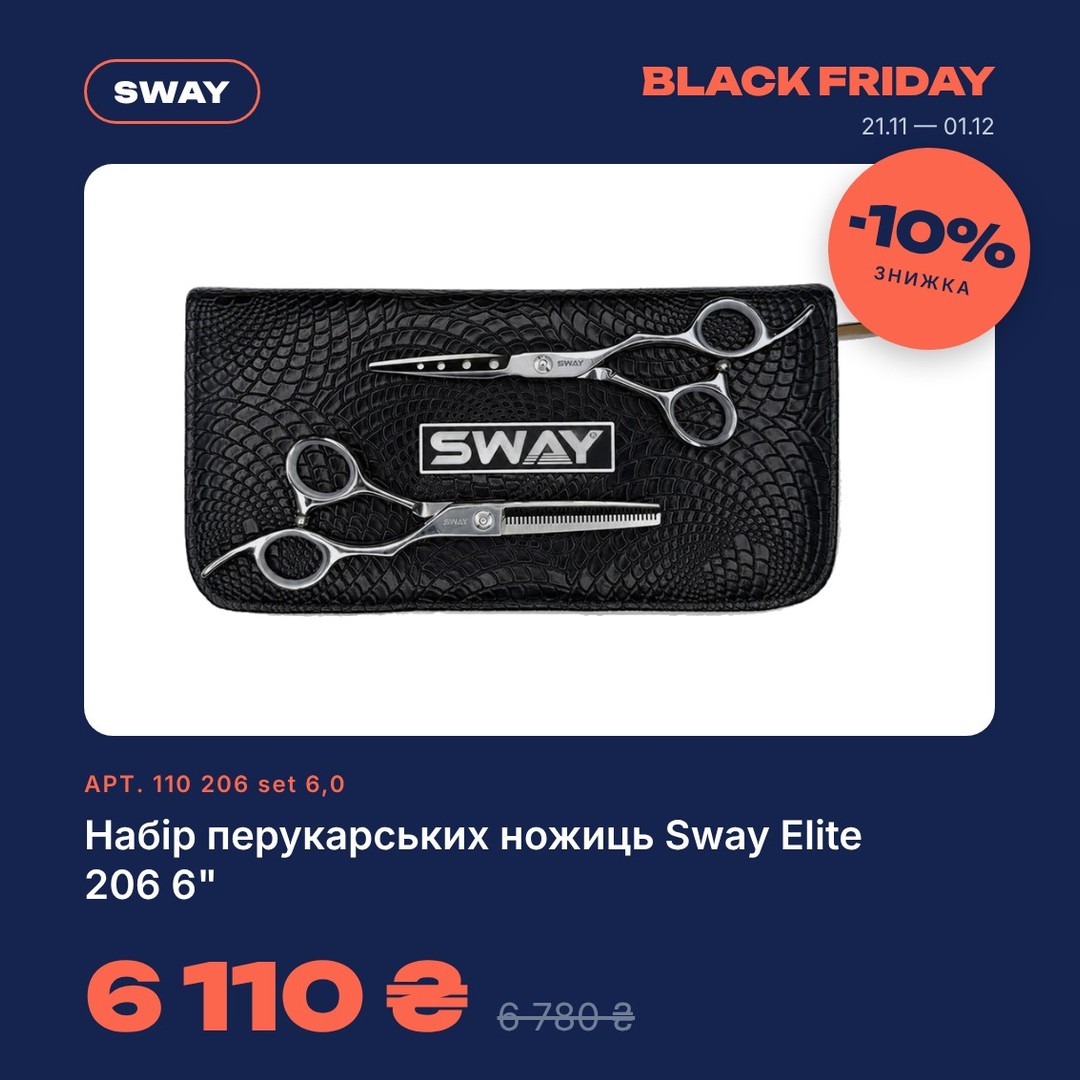 SWAY
BLACK FRIDAY
21.11 — 01.12
-10%
ЗНИЖКА
SWAY
SWAY®
SWAY
АРТ. 110 206 set 6,0
Набір перукарських ножиць Sway Elite
206 6"
6 110 ₴
6 780 ₴